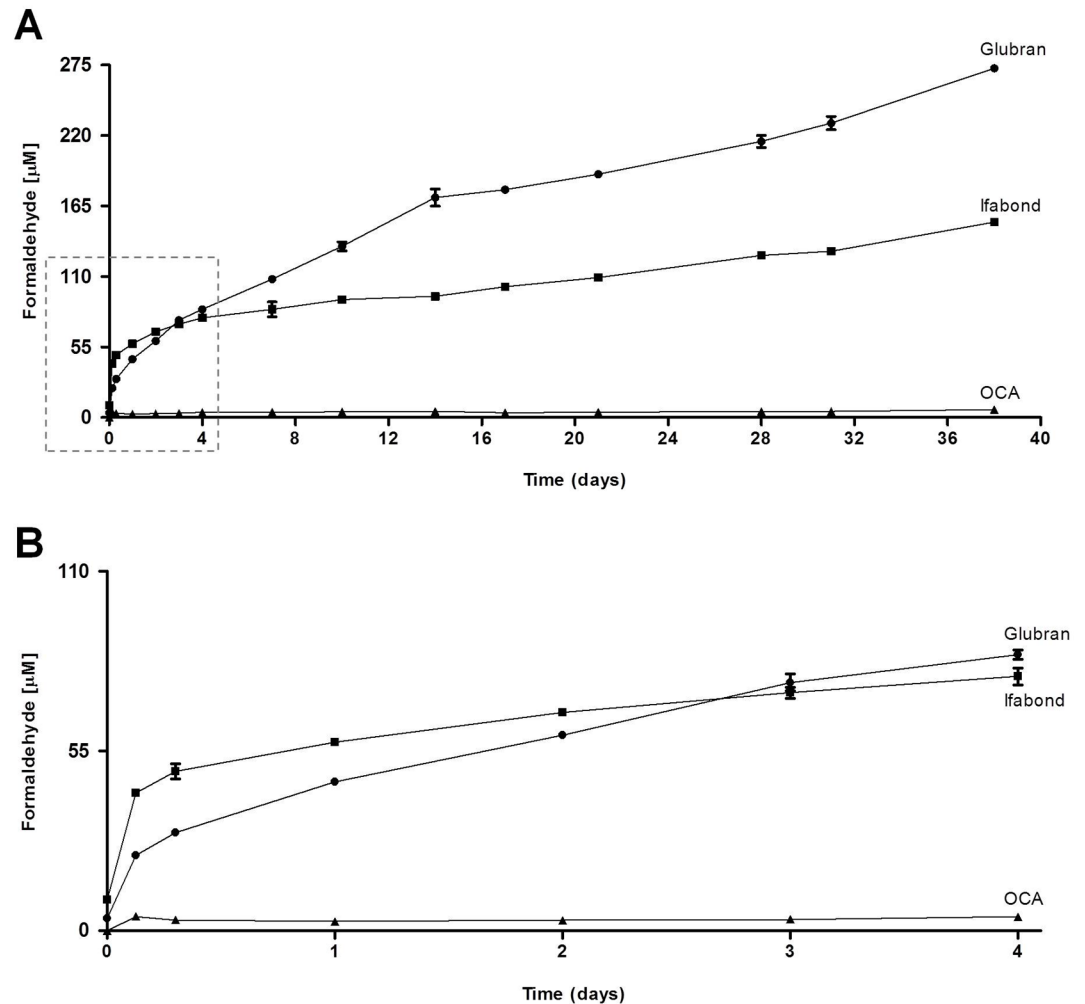 A
Glubran
275
220
Ifabond
165
110
55
OCA
0
0 4 8 12 16 20 24 28 32 36 40
Formaldehyde [µM]
Time (days)
B
110
Glubran
Ifabond
55
OCA
0
0 1 2 3 4
Formaldehyde [µM]
Time (days)